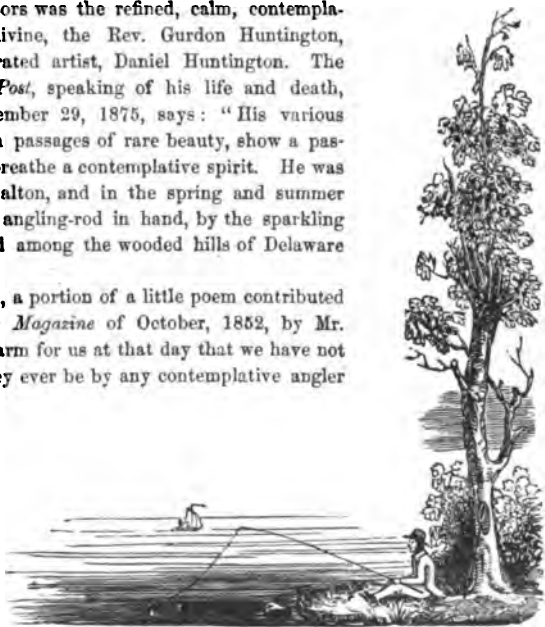 ors was the refined, calm, contempla-
ivine, the Rev. Gurdon Huntington,
rated artist, Daniel Huntington. The
Post, speaking of his life and death,
ember 29, 1875, says: "His various
passages of rare beauty, show a pas-
reathe a contemplative spirit. He was
alton, and in the spring and summer
angling-rod in hand, by the sparkling
among the wooded hills of Delaware
, a portion of a little poem contributed
Magazine of October, 1852, by Mr.
arm for us at that day that we have not
y ever be by any contemplative angler